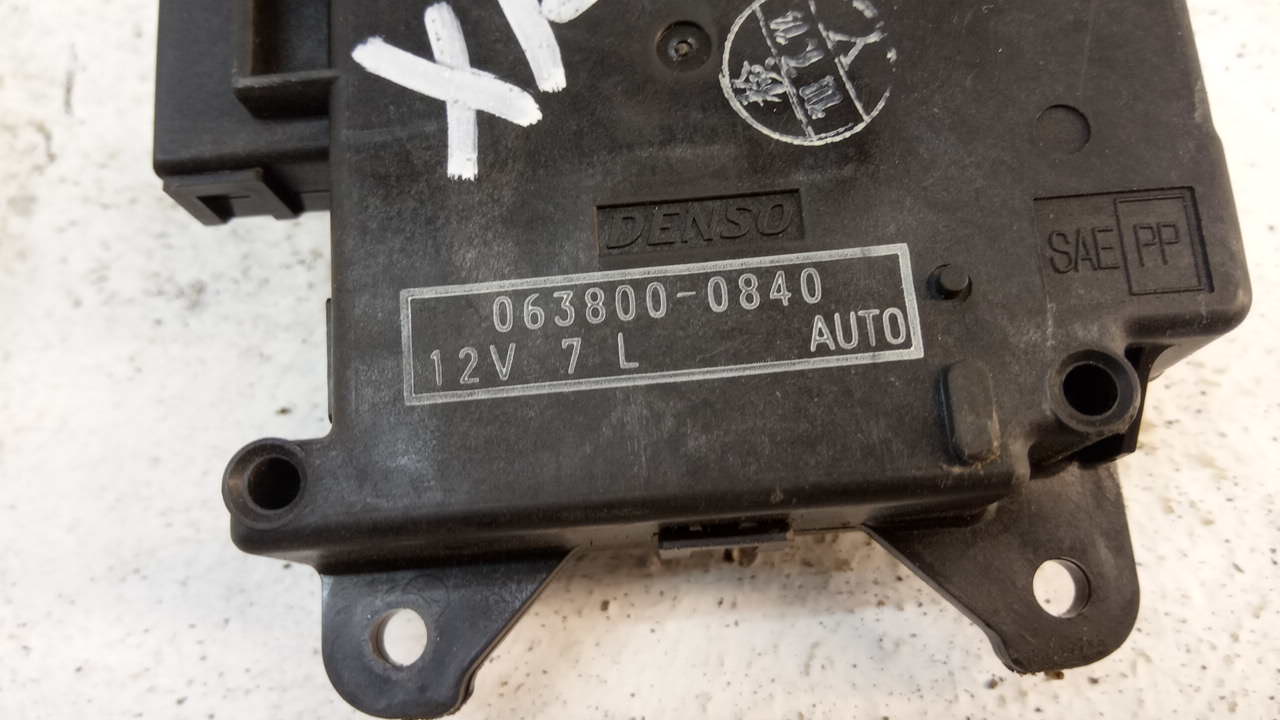 DENSO
SAE PP
063800-0840
12V 7 L AUTO